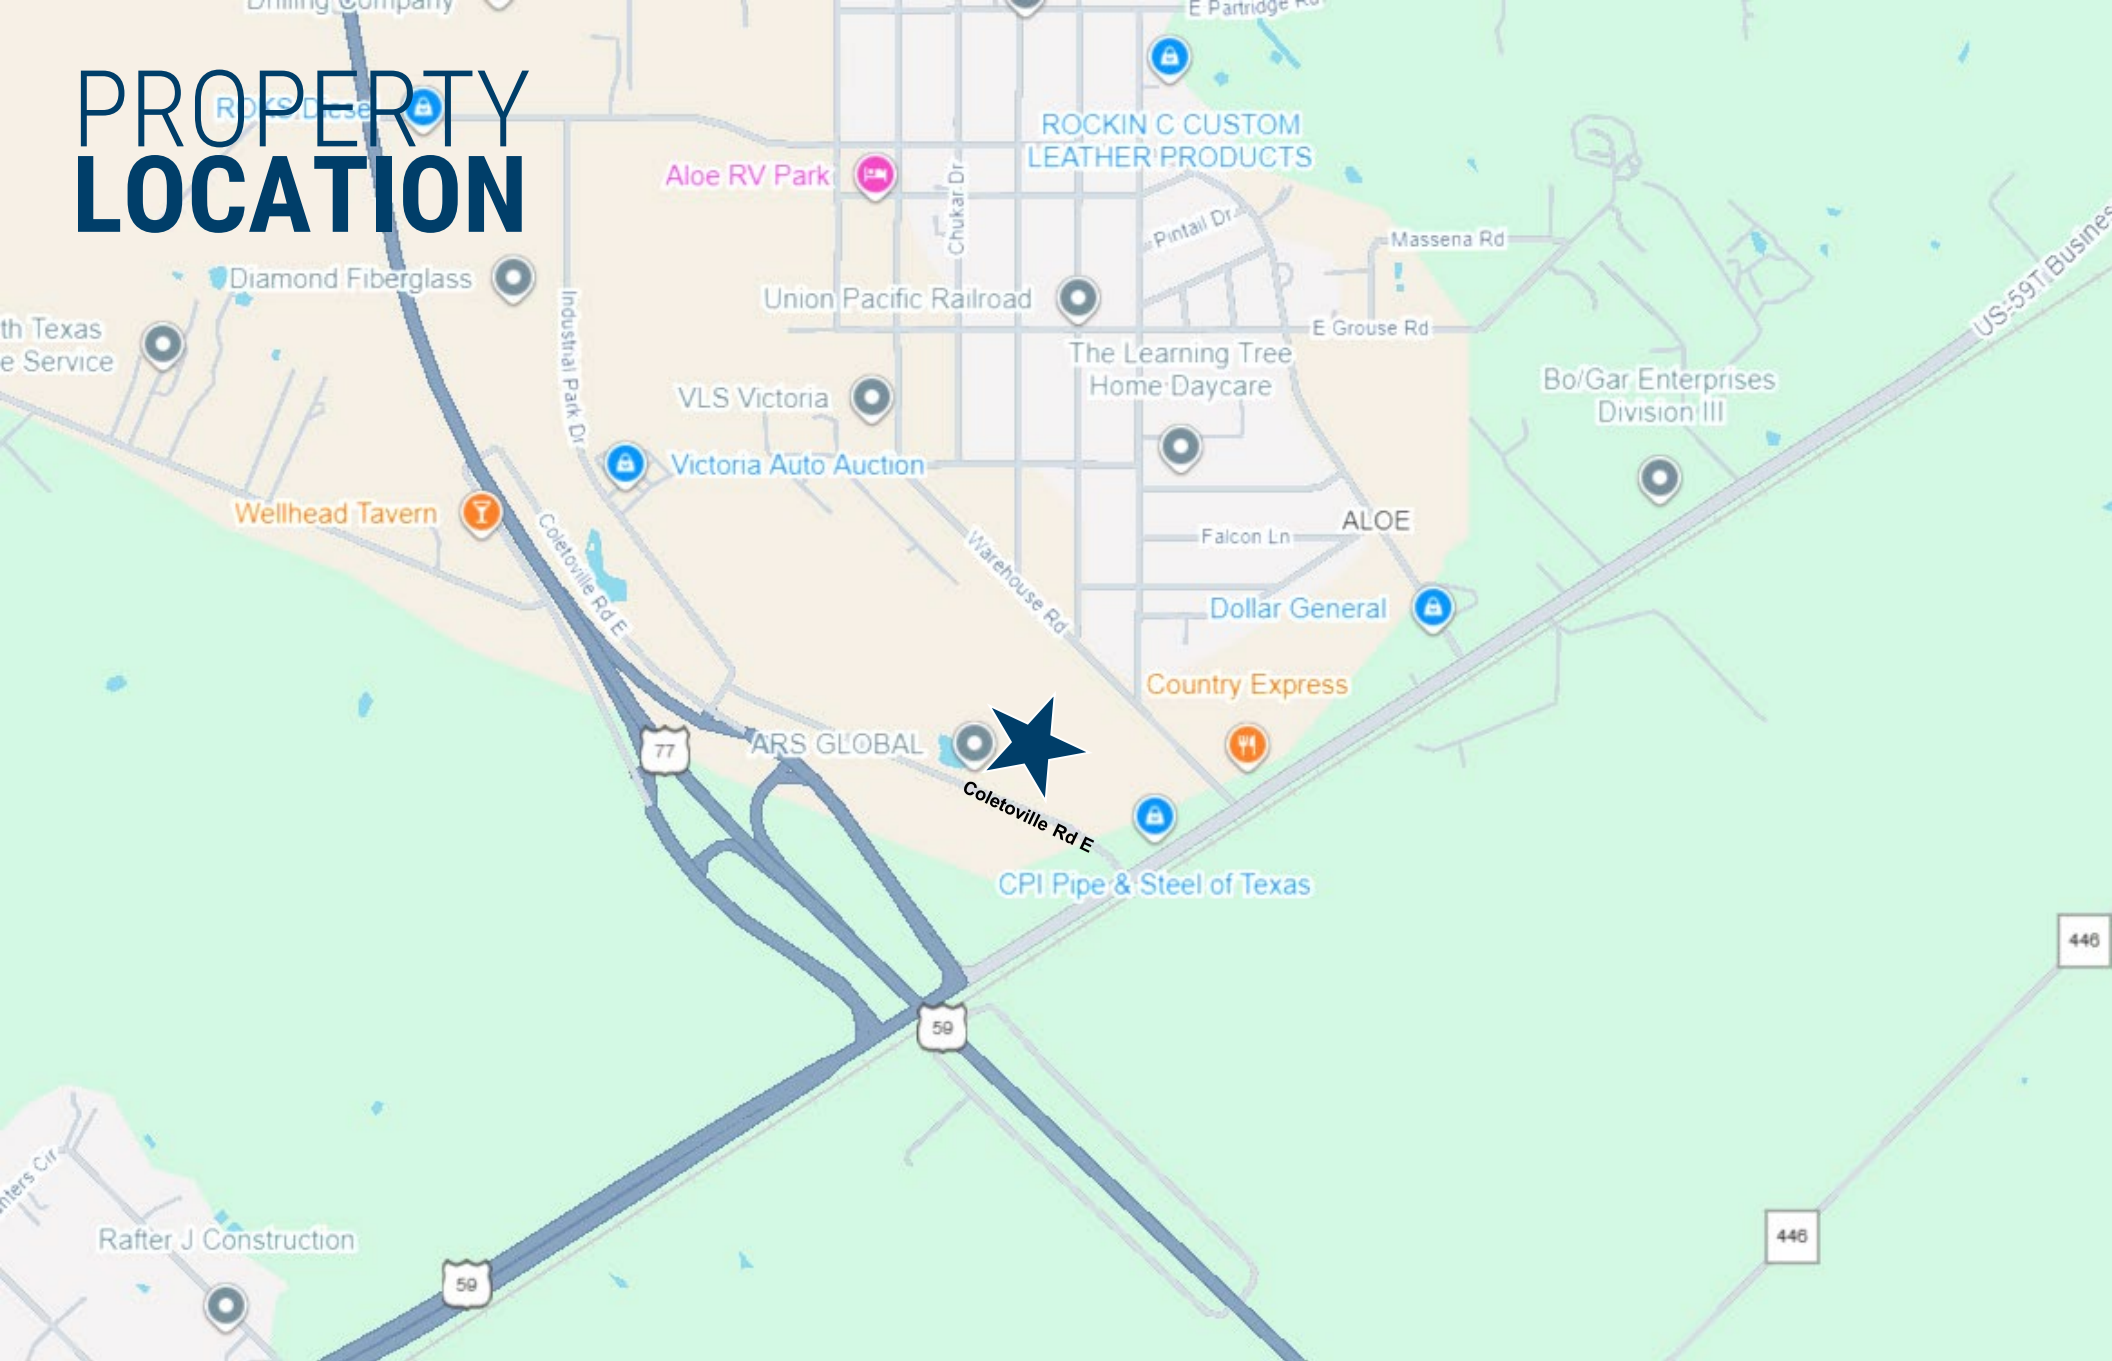 Drilling Company
E Partridge Rd
PROPERTY
LOCATION
ROCKIN C CUSTOM
LEATHER PRODUCTS
Aloe RV Park
Chukar Dr
Pintail Dr
Massena Rd
US-59T Busines
Diamond Fiberglass
Union Pacific Railroad
E Grouse Rd
th Texas
e Service
Industrial Park Dr
The Learning Tree
Home Daycare
Bo/Gar Enterprises
Division III
VLS Victoria
Victoria Auto Auction
Wellhead Tavern
ALOE
Coletoville Rd E
Falcon Ln
Warehouse Rd
Dollar General
Country Express
77
ARS GLOBAL
Coletoville Rd E
CPI Pipe & Steel of Texas
446
59
nters Cir
Rafter J Construction
446
59